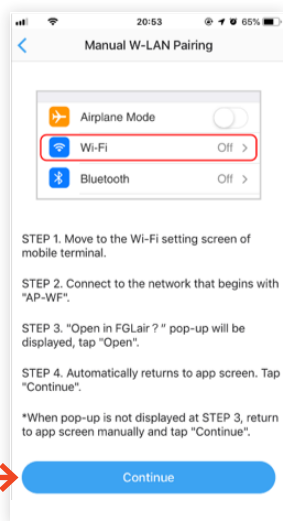 20:53
65%
Manual W-LAN Pairing
Airplane Mode
Wi-Fi
Off
Bluetooth
Off
STEP 1. Move to the Wi-Fi setting screen of
mobile terminal.
STEP 2. Connect to the network that begins with
"AP-WF".
STEP 3. "Open in FGLair ? " pop-up will be
displayed, tap "Open".
STEP 4. Automatically returns to app screen. Tap
"Continue".
*When pop-up is not displayed at STEP 3, return
to app screen manually and tap "Continue".
Continue